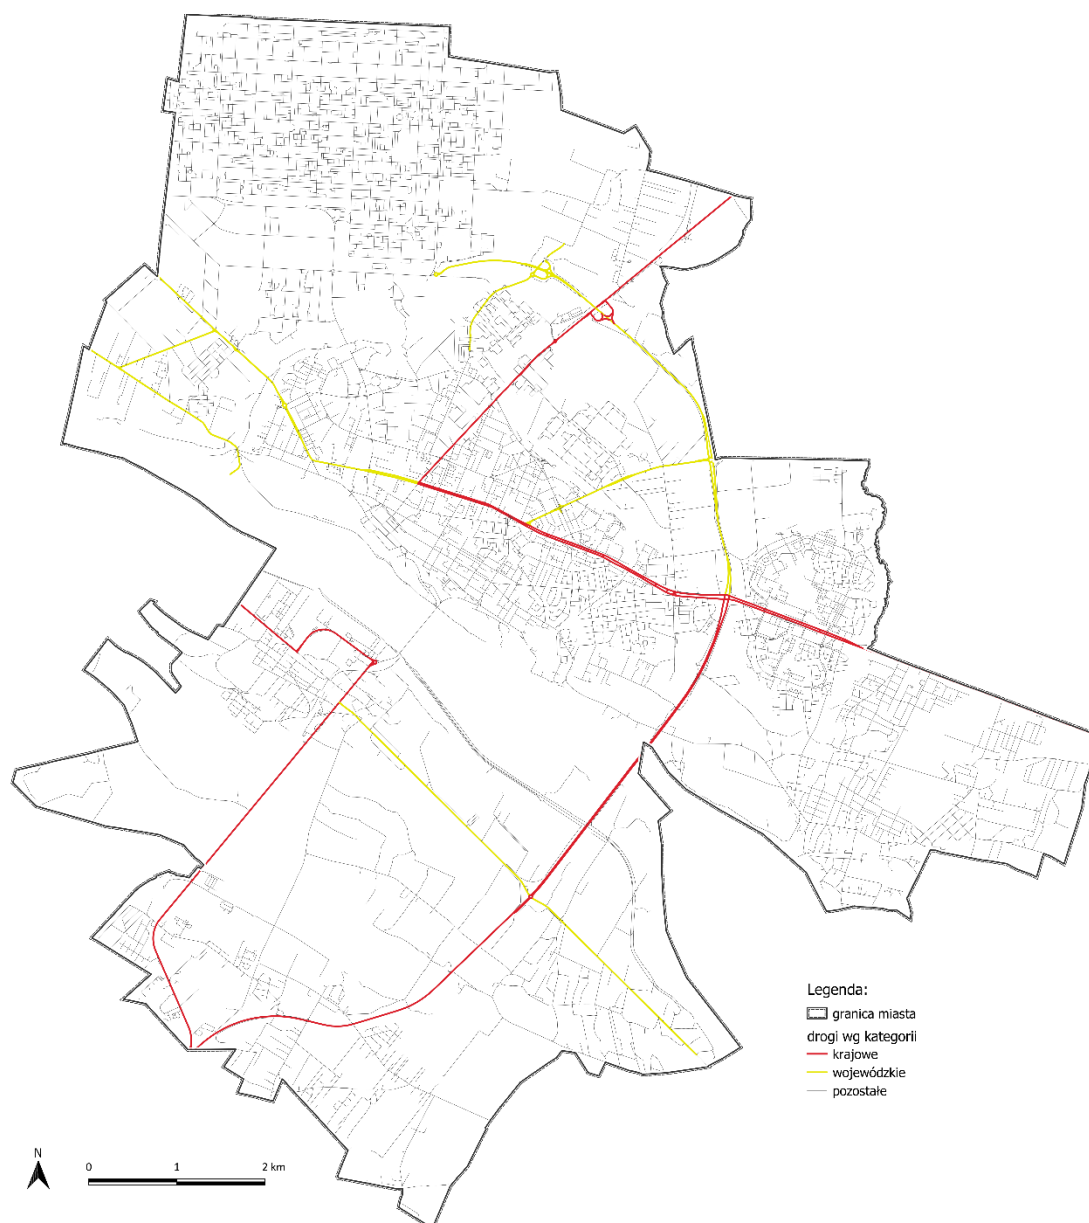 Legenda:
granica miasta
drogi wg kategorii
krajowe
wojewódzkie
pozostałe
N
0 1 2 km